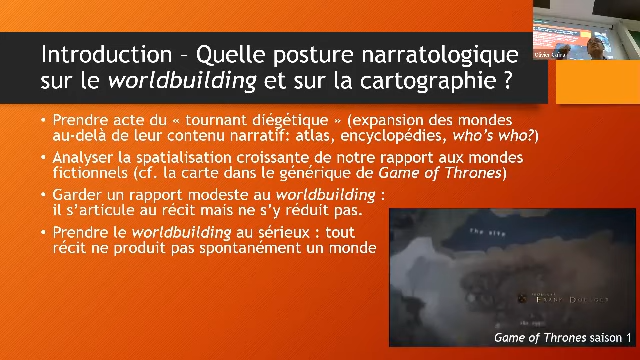 Introduction – Quelle posture narratologique
sur le worldbuilding et sur la cartographie ?
• Prendre acte du « tournant diégétique » (expansion des mondes
au-delà de leur contenu narratif: atlas, encyclopédies, who's who?)
• Analyser la spatialisation croissante de notre rapport aux mondes
fictionnels (cf. la carte dans le générique de Game of Thrones)
• Garder un rapport modeste au worldbuilding :
il s'articule au récit mais ne s'y réduit pas.
• Prendre le worldbuilding au sérieux : tout
récit ne produit pas spontanément un monde
Game of Thrones saison 1